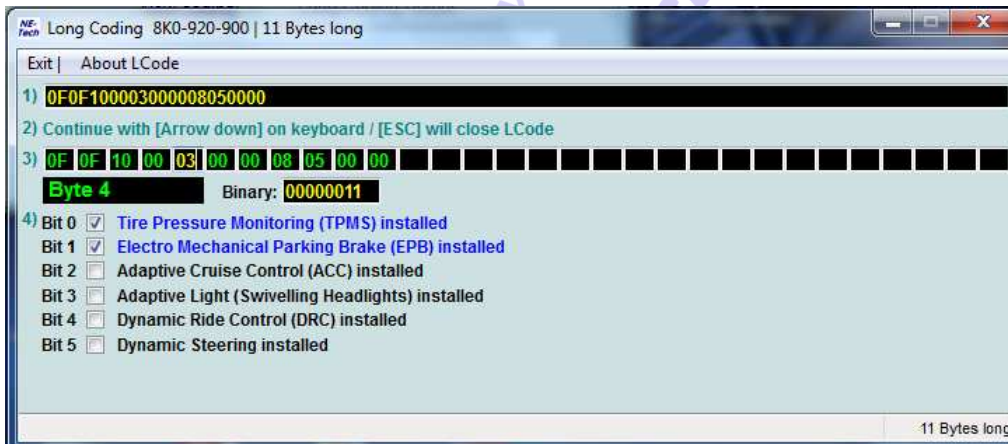 NE-Tech Long Coding 8K0-920-900 | 11 Bytes long
Exit | About LCode
1) 0F0F100003000008050000
2) Continue with [Arrow down] on keyboard / [ESC] will close LCode
3) 0F 0F 10 00 03 00 00 08 05 00 00
Byte 4 Binary: 00000011
4) Bit 0 Tire Pressure Monitoring (TPMS) installed
Bit 1 Electro Mechanical Parking Brake (EPB) installed
Bit 2 Adaptive Cruise Control (ACC) installed
Bit 3 Adaptive Light (Swivelling Headlights) installed
Bit 4 Dynamic Ride Control (DRC) installed
Bit 5 Dynamic Steering installed
11 Bytes long